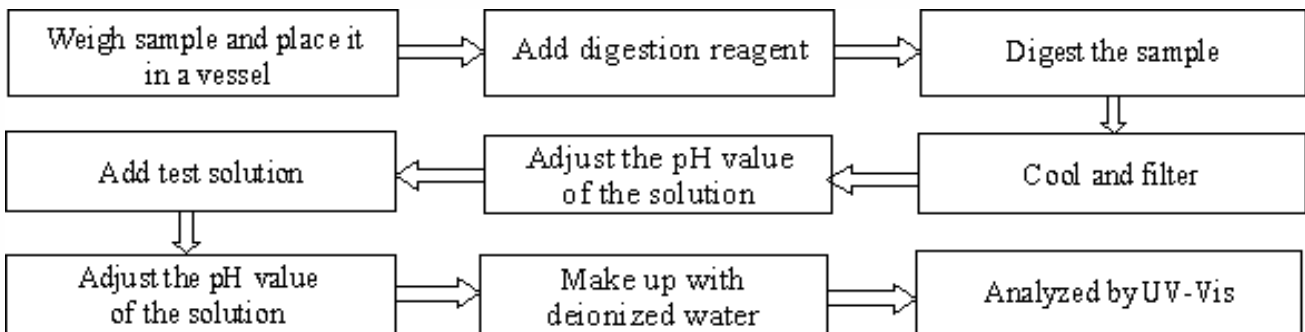 Weigh sample and place it
in a vessel
Add digestion reagent
Digest the sample
Cool and filter
Adjust the pH value
of the solution
Add test solution
Adjust the pH value
of the solution
Make up with
deionized water
Analyzed by UV-Vis